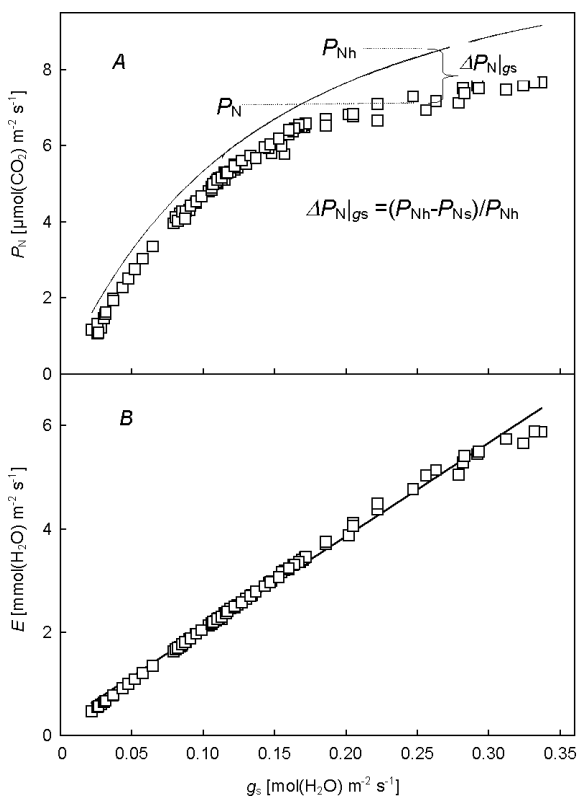 A
P_Nh
ΔP_N|gs
P_N
ΔP_N|gs =(P_Nh-P_Ns)/P_Nh
8
6
4
2
0
P_N [μmol(CO₂) m⁻² s⁻¹]
B
6
4
2
0
E [mmol(H₂O) m⁻² s⁻¹]
0 0.05 0.10 0.15 0.20 0.25 0.30 0.35
g_s [mol(H₂O) m⁻² s⁻¹]